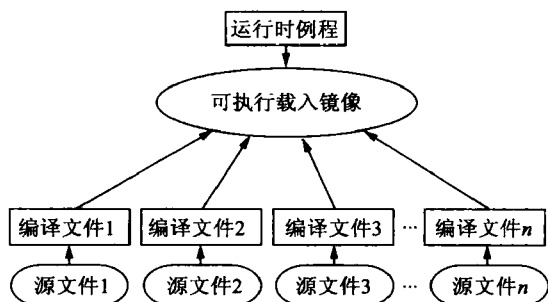 运行时例程
可执行载入镜像
编译文件1 编译文件2 编译文件3 … 编译文件n
源文件1 源文件2 源文件3 … 源文件n